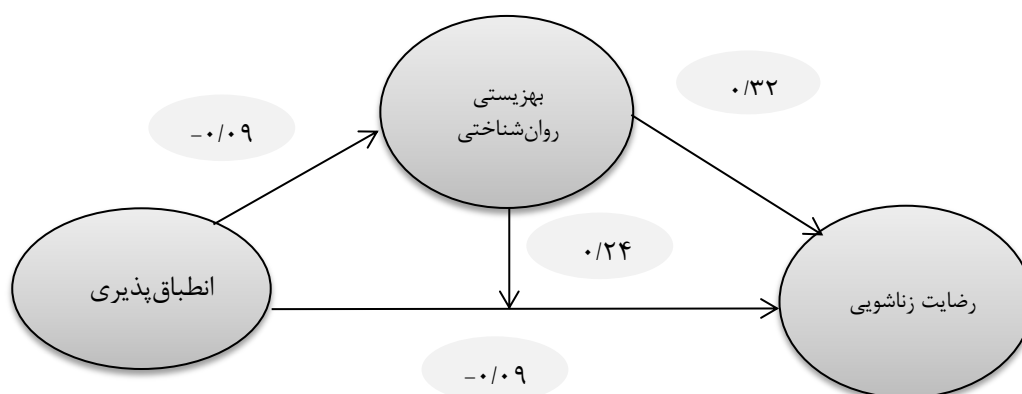 بهزیستی
روان‌شناختی
۰/۳۲
-۰/۰۹
۰/۲۴
انطباق‌پذیری
رضایت زناشویی
-۰/۰۹